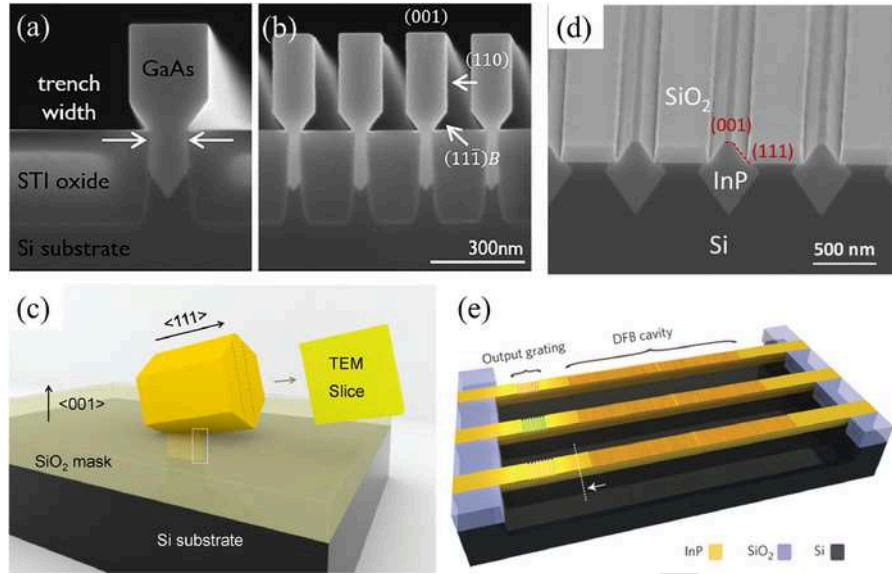 (a)
GaAs
trench
width
STI oxide
Si substrate
(b)
(001)
(110)
(111̄)B
300nm
(d)
SiO₂
(001)
(111)
InP
Si
500 nm
(c)
<111>
<001>
TEM
Slice
SiO₂ mask
Si substrate
(e)
Output grating
DFB cavity
InP
SiO₂
Si